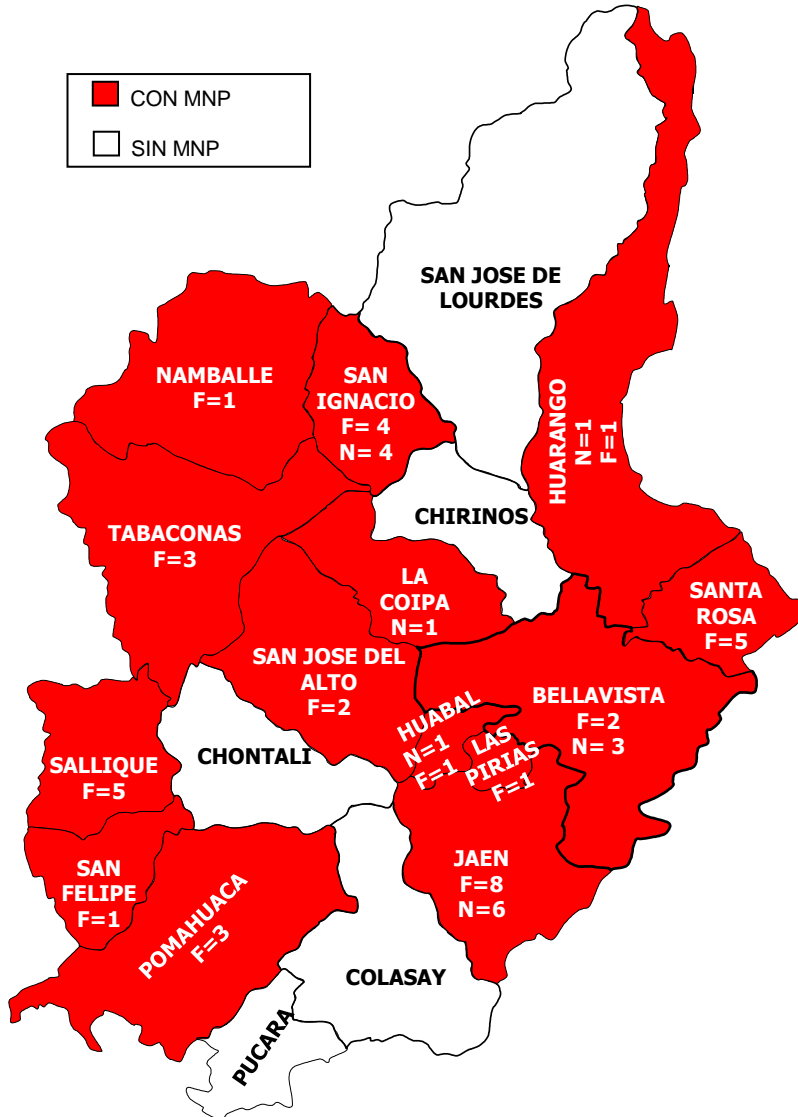 CON MNP
SIN MNP
SAN JOSE DE
LOURDES
NAMBALLE
F=1
SAN
IGNACIO
F= 4
N= 4
HUARANGO
N=1
F=1
CHIRINOS
TABACONAS
F=3
LA
COIPA
N=1
SANTA
ROSA
F=5
SAN JOSE DEL
ALTO
F=2
BELLAVISTA
F=2
N= 3
HUABAL
N=1
F=1
LAS
PIRIAS
F=1
CHONTALI
SALLIQUE
F=5
JAEN
F=8
N=6
SAN
FELIPE
F=1
POMAHUACA
F=3
COLASAY
PUCARA